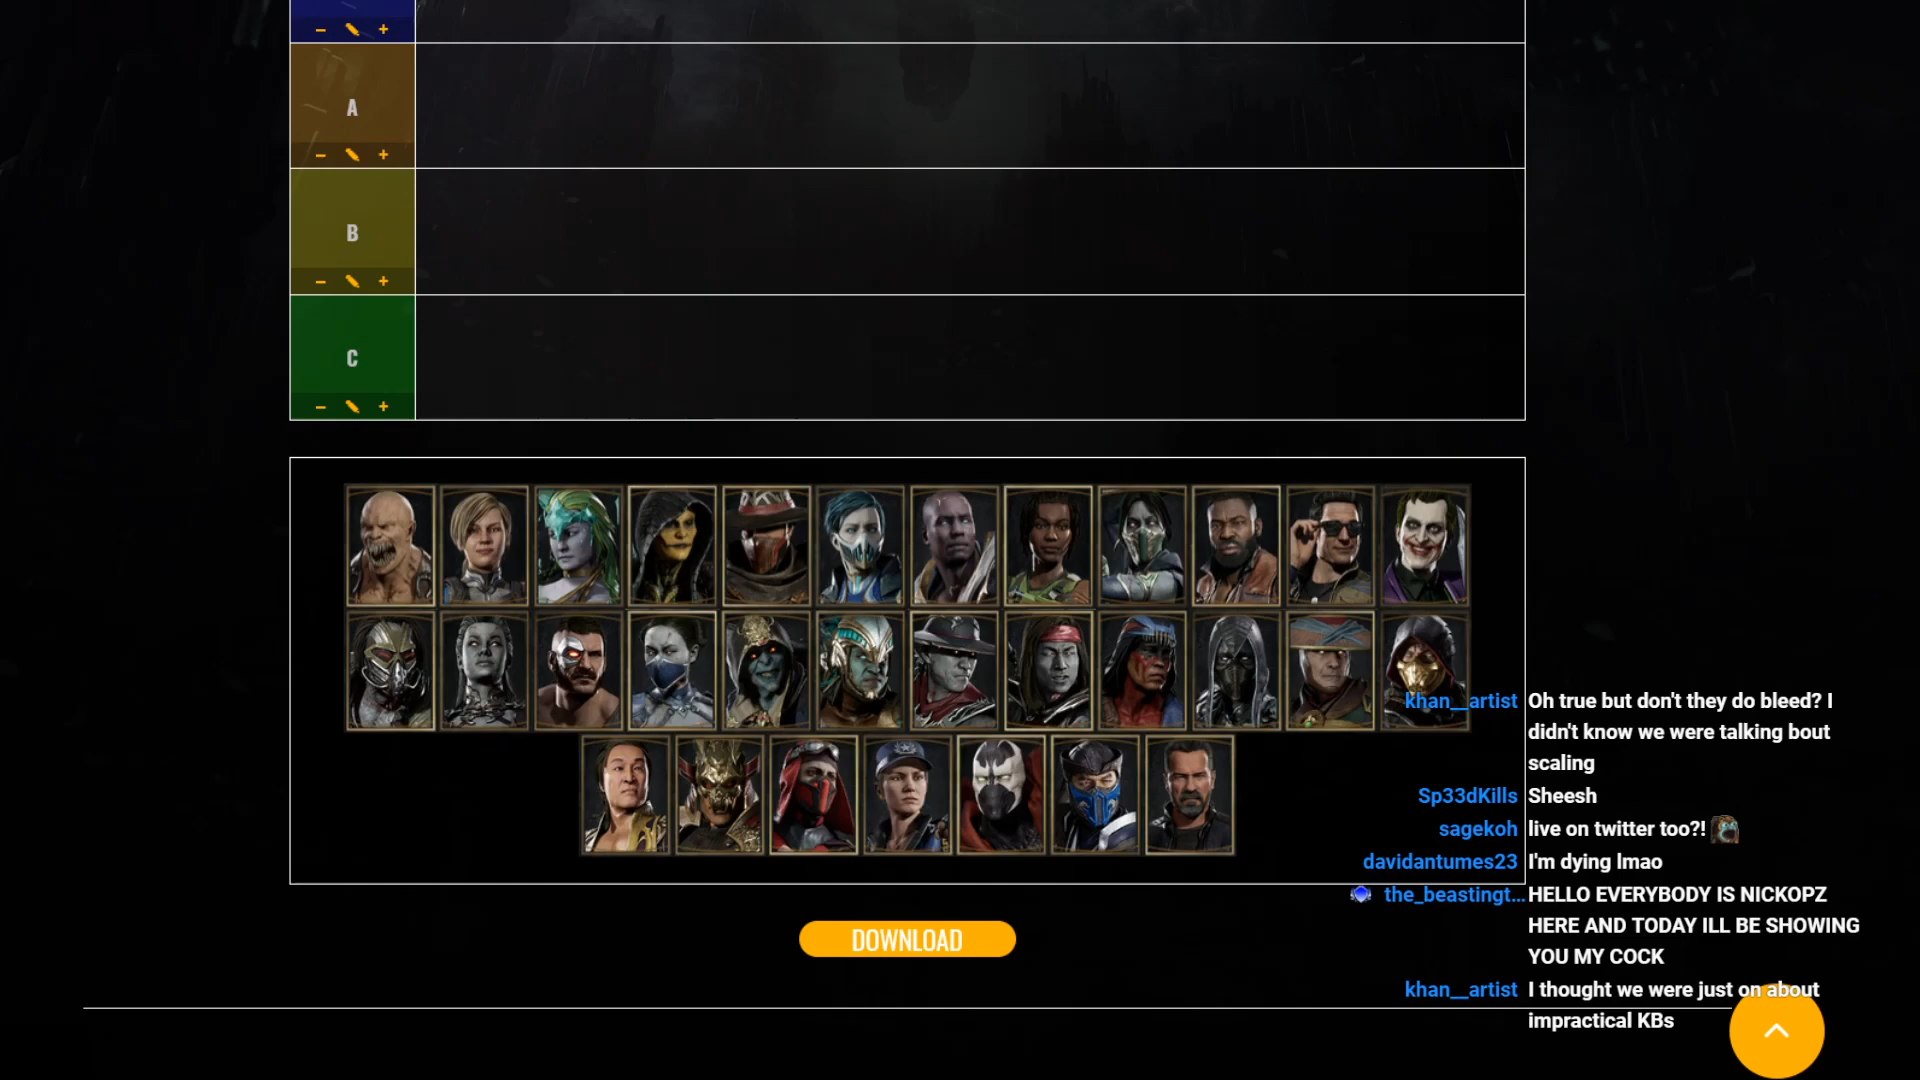 A
B
C
khan__artist Oh true but don't they do bleed? I
didn't know we were talking bout
scaling
Sp33dKills Sheesh
sagekoh live on twitter too?!
davidantumes23 I'm dying lmao
the_beastingt... HELLO EVERYBODY IS NICKOPZ
HERE AND TODAY ILL BE SHOWING
YOU MY COCK
DOWNLOAD
khan__artist I thought we were just on about
impractical KBs